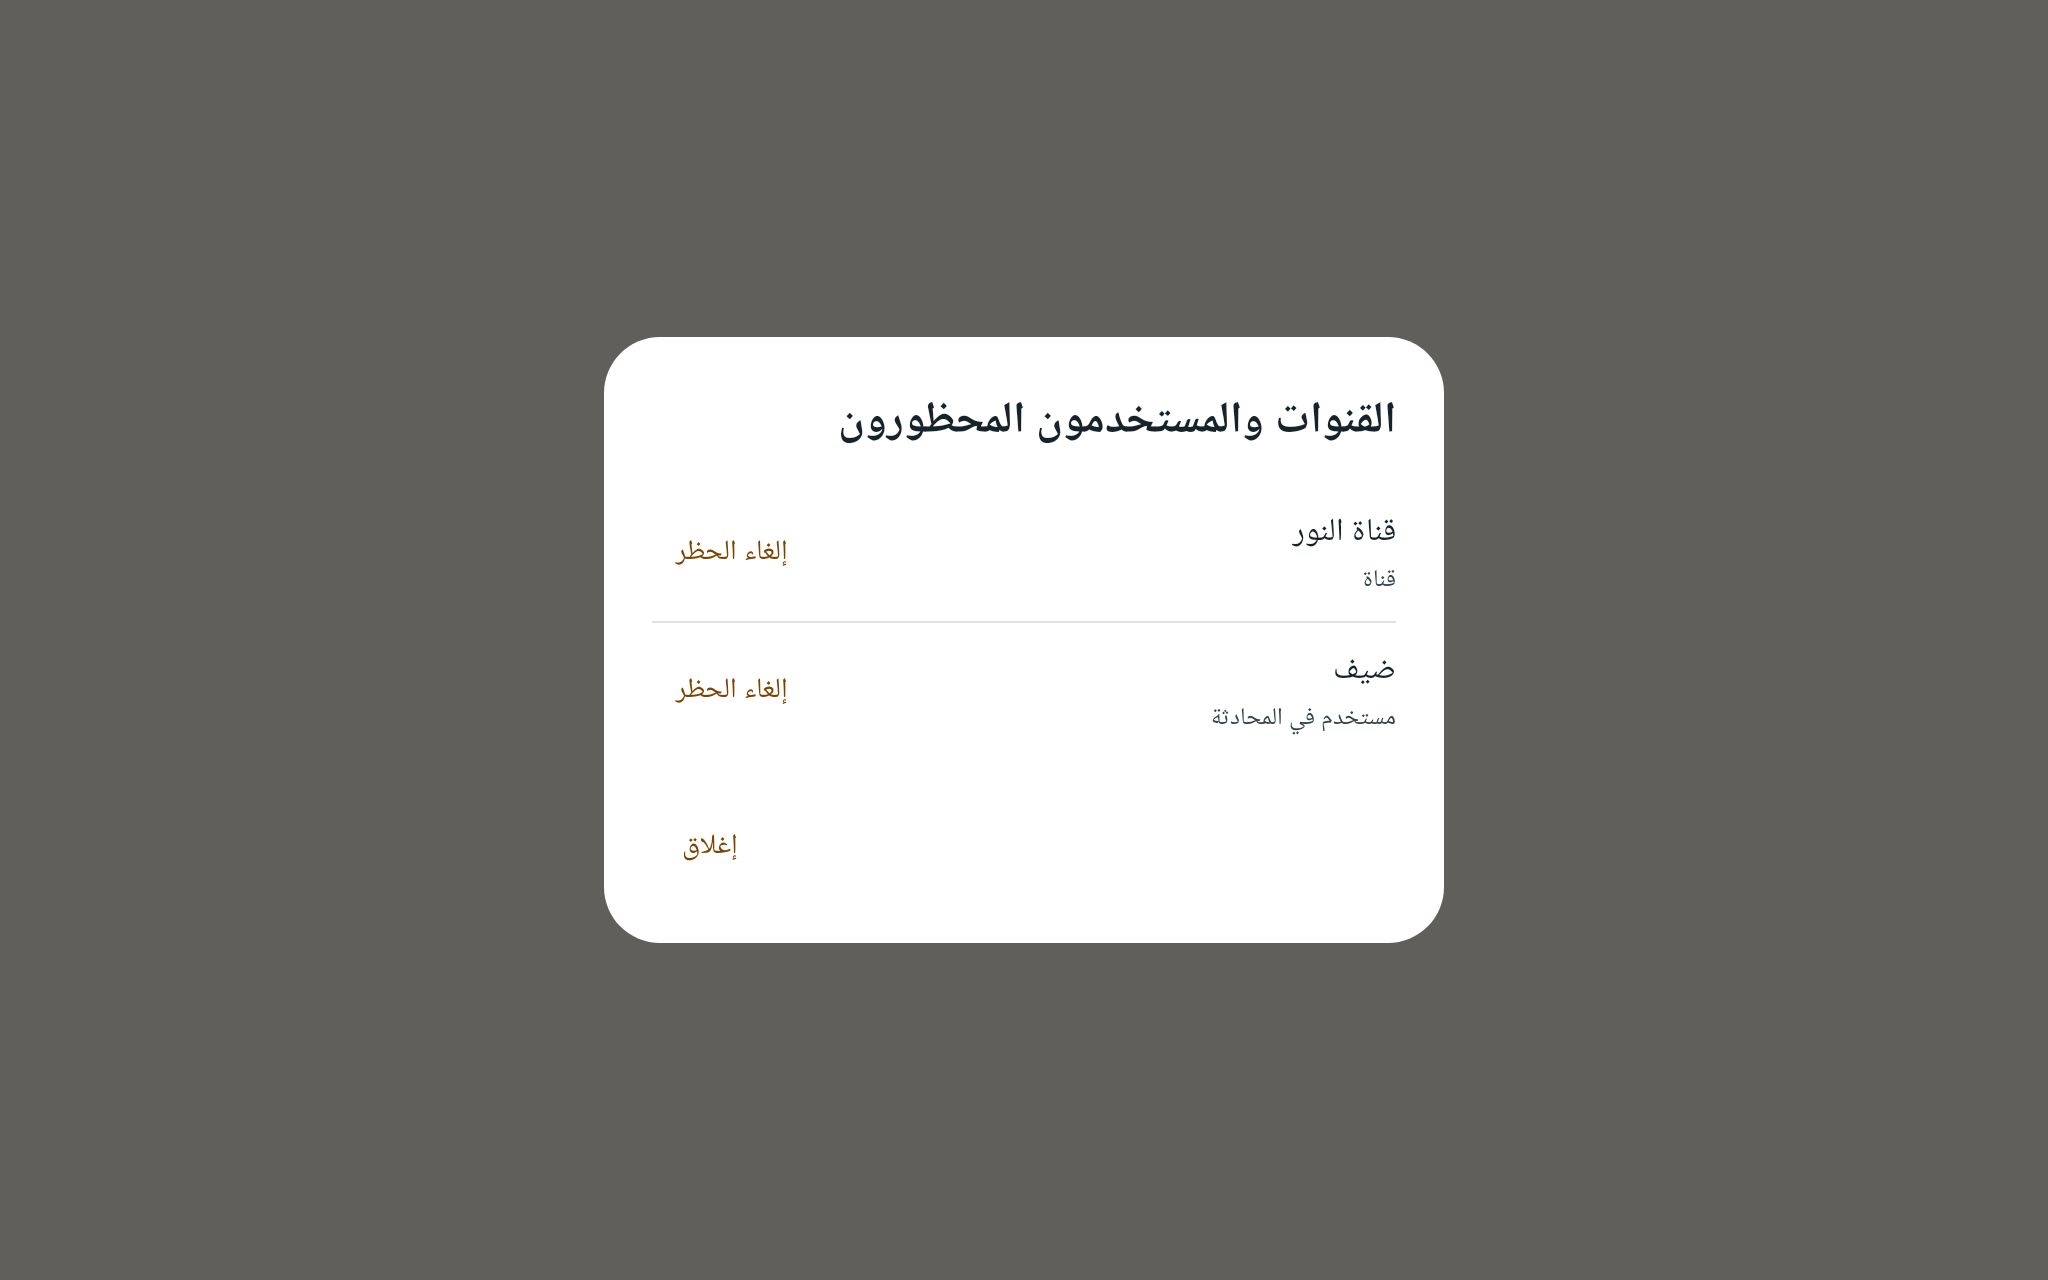 القنوات والمستخدمون المحظورون
قناة النور
قناة
إلغاء الحظر
ضيف
مستخدم في المحادثة
إلغاء الحظر
إغلاق